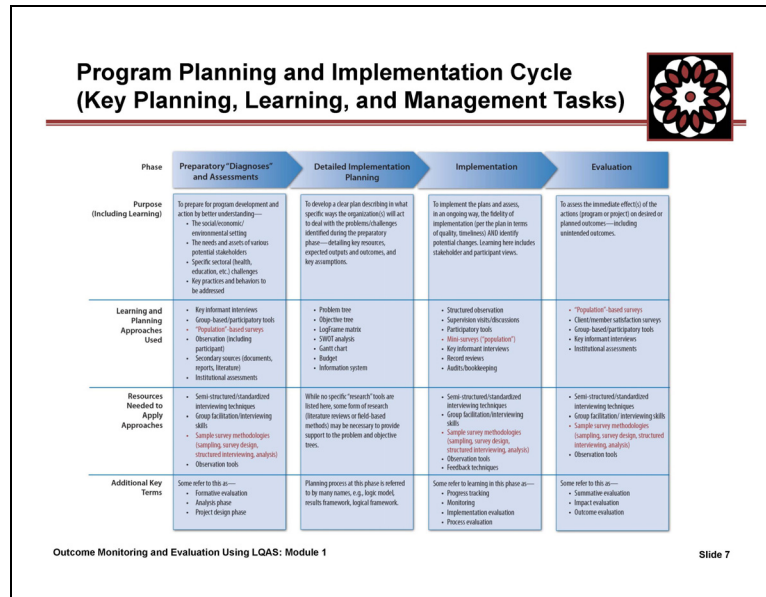 Program Planning and Implementation Cycle
(Key Planning, Learning, and Management Tasks)
Phase
Preparatory "Diagnoses"
and Assessments
Detailed Implementation
Planning
Implementation
Evaluation
Purpose
(Including Learning)
To prepare for program development and
action by better understanding—
• The social/economic/
environmental setting
• The needs and assets of various
potential stakeholders
• Specific sectoral (health,
education, etc.) challenges
• Key practices and behaviors to
be addressed
To develop a clear plan describing in what
specific ways the organization(s) will act
to deal with the problems/challenges
identified during the preparatory
phase—detailing key resources,
expected outputs and outcomes, and
key assumptions.
To implement the plans and assess,
in an ongoing way, the fidelity of
implementation (per the plan in terms
of quality, timeliness) AND identify
potential changes. Learning here includes
stakeholder and participant views.
To assess the immediate effect(s) of the
actions (program or project) on desired or
planned outcomes—including
unintended outcomes.
Learning and
Planning
Approaches
Used
• Key informant interviews
• Group-based/participatory tools
• "Population"-based surveys
• Observation (including
participant)
• Secondary sources (documents,
reports, literature)
• Institutional assessments
• Problem tree
• Objective tree
• LogFrame matrix
• SWOT analysis
• Gantt chart
• Budget
• Information system
• Structured observation
• Supervision visits/discussions
• Participatory tools
• Mini-surveys ("population")
• Key informant interviews
• Record reviews
• Audits/bookkeeping
• "Population"-based surveys
• Client/member satisfaction surveys
• Group-based/participatory tools
• Key informant interviews
• Institutional assessments
Resources
Needed to
Apply
Approaches
• Semi-structured/standardized
interviewing techniques
• Group facilitation/interviewing
skills
• Sample survey methodologies
(sampling, survey design,
structured interviewing, analysis)
• Observation tools
While no specific "research" tools are
listed here, some form of research
(literature reviews or field-based
methods) may be necessary to provide
support to the problem and objective
trees.
• Semi-structured/standardized
interviewing techniques
• Group facilitation/interviewing
skills
• Sample survey methodologies
(sampling, survey design,
structured interviewing, analysis)
• Observation tools
• Feedback techniques
• Semi-structured/standardized
interviewing techniques
• Group facilitation/ interviewing skills
• Sample survey methodologies
(sampling, survey design, structured
interviewing, analysis)
• Observation tools
Additional Key
Terms
Some refer to this as—
• Formative evaluation
• Analysis phase
• Project design phase
Planning process at this phase is referred
to by many names, e.g., logic model,
results framework, logical framework.
Some refer to learning in this phase as—
• Progress tracking
• Monitoring
• Implementation evaluation
• Process evaluation
Some refer to this as—
• Summative evaluation
• Impact evaluation
• Outcome evaluation
Outcome Monitoring and Evaluation Using LQAS: Module 1
Slide 7